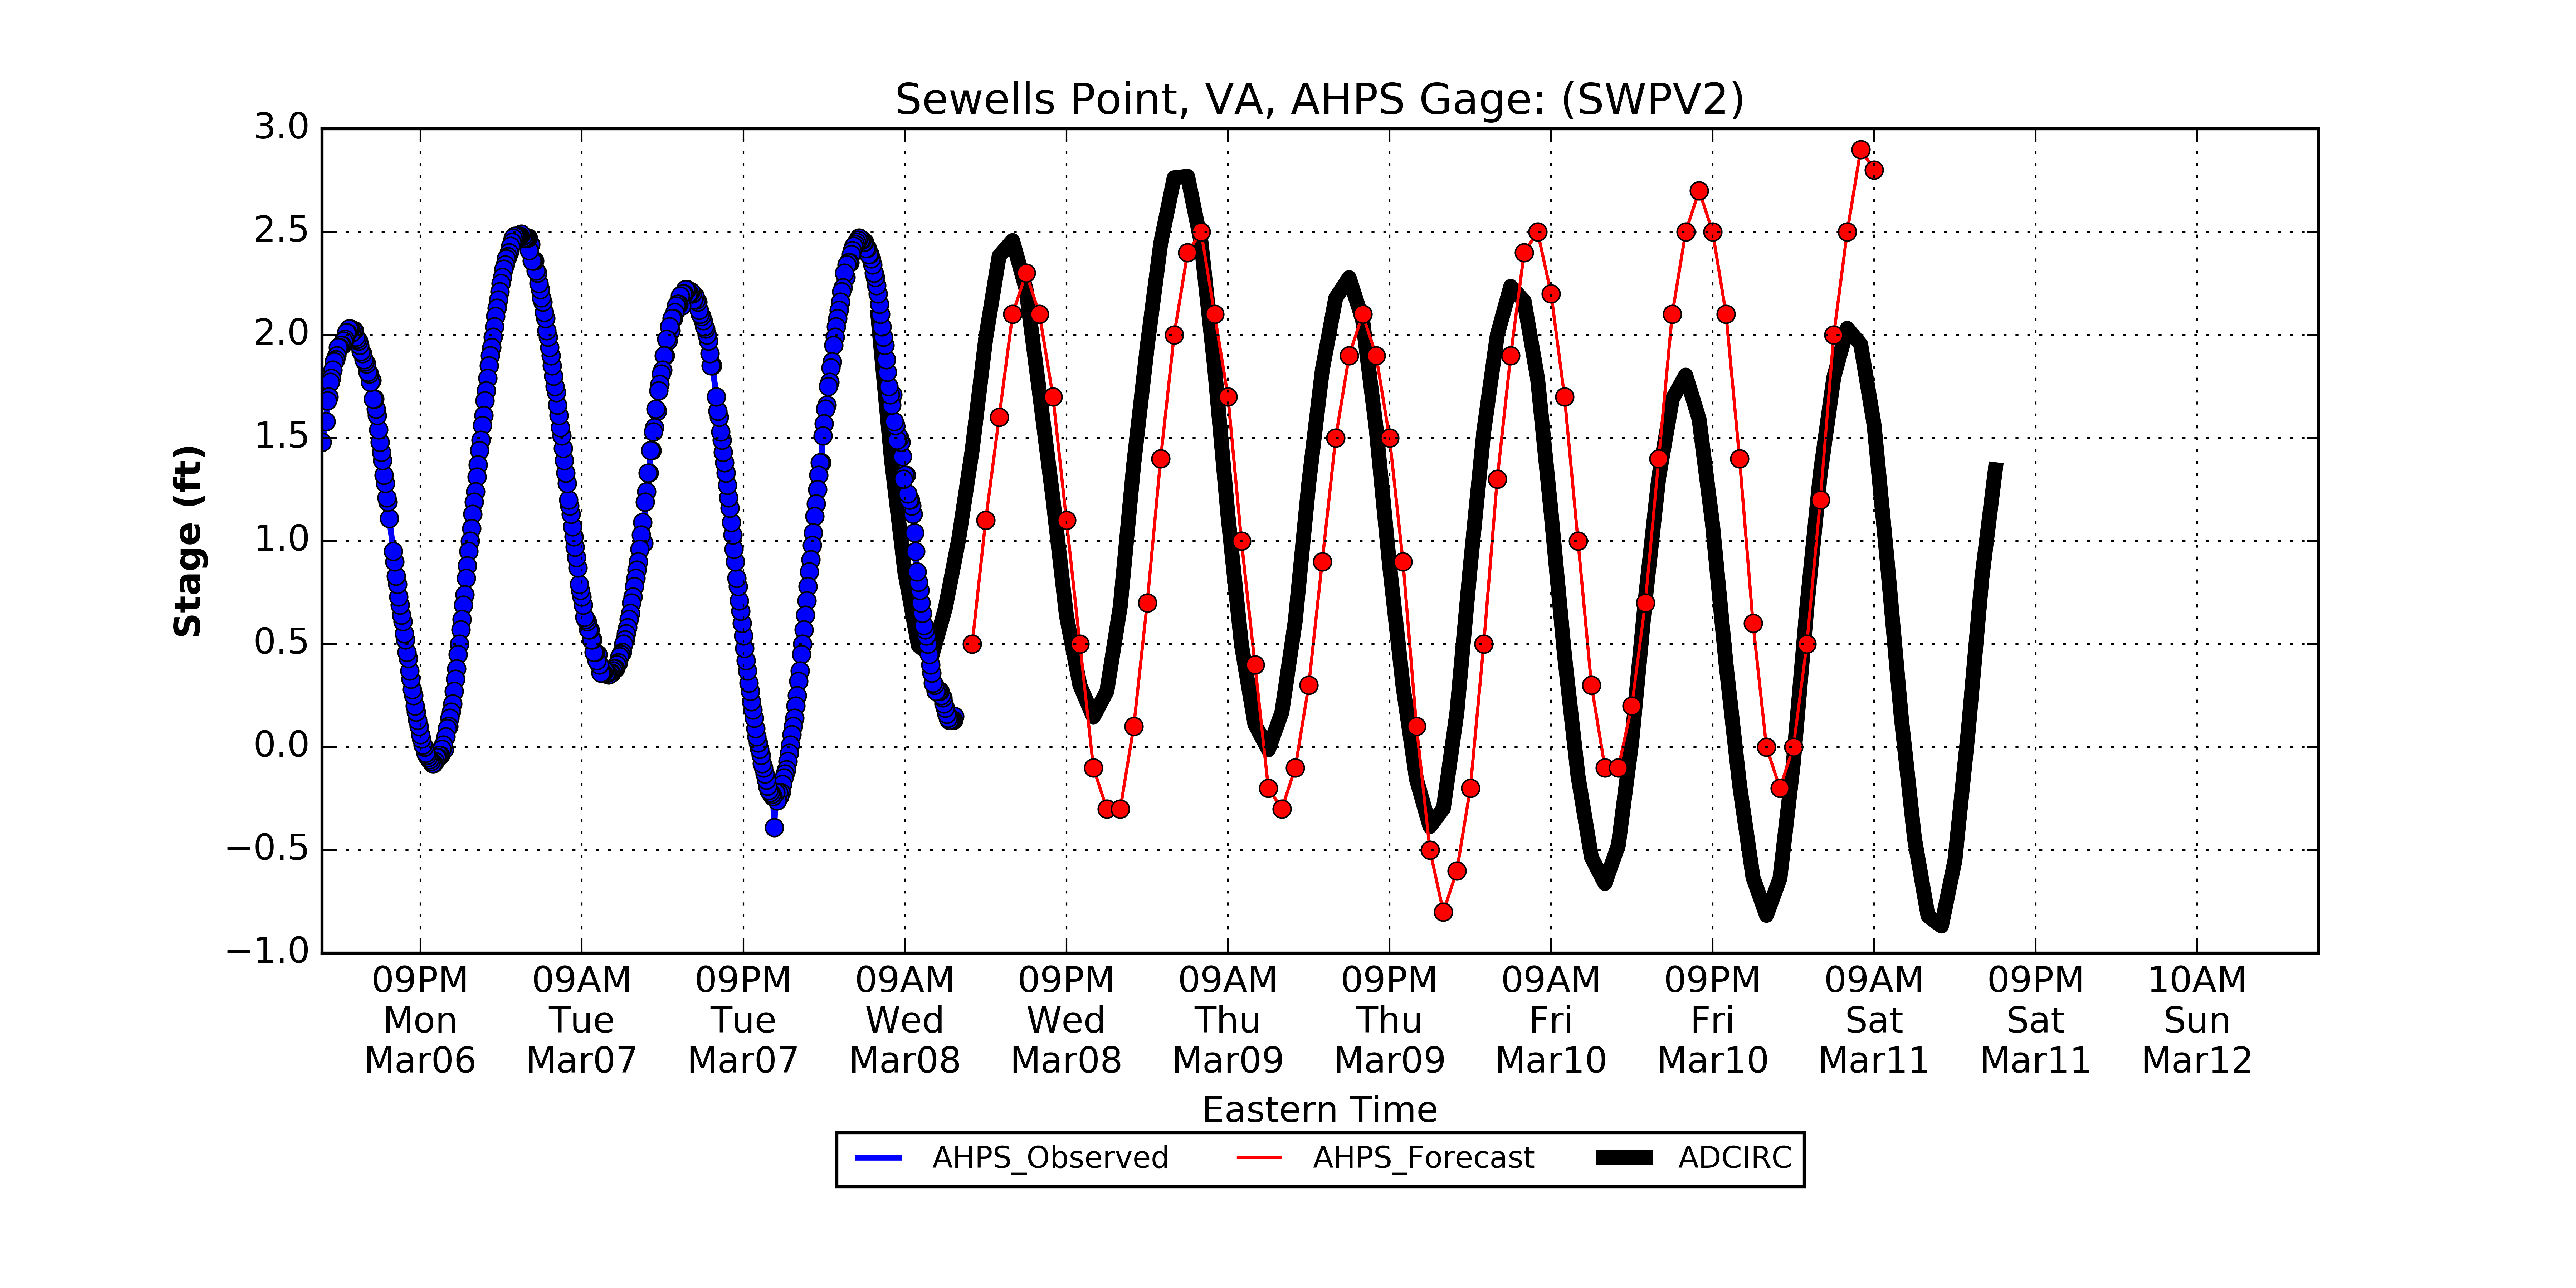 Sewells Point, VA, AHPS Gage: (SWPV2)
3.0
2.5
2.0
1.5
1.0
0.5
0.0
−0.5
−1.0
Stage (ft)
09PM 09AM 09PM 09AM 09PM 09AM 09PM 09AM 09PM 09AM 09PM 10AM
Mon Tue Tue Wed Wed Thu Thu Fri Fri Sat Sat Sun
Mar06 Mar07 Mar07 Mar08 Mar08 Mar09 Mar09 Mar10 Mar10 Mar11 Mar11 Mar12
Eastern Time
AHPS_Observed AHPS_Forecast ADCIRC